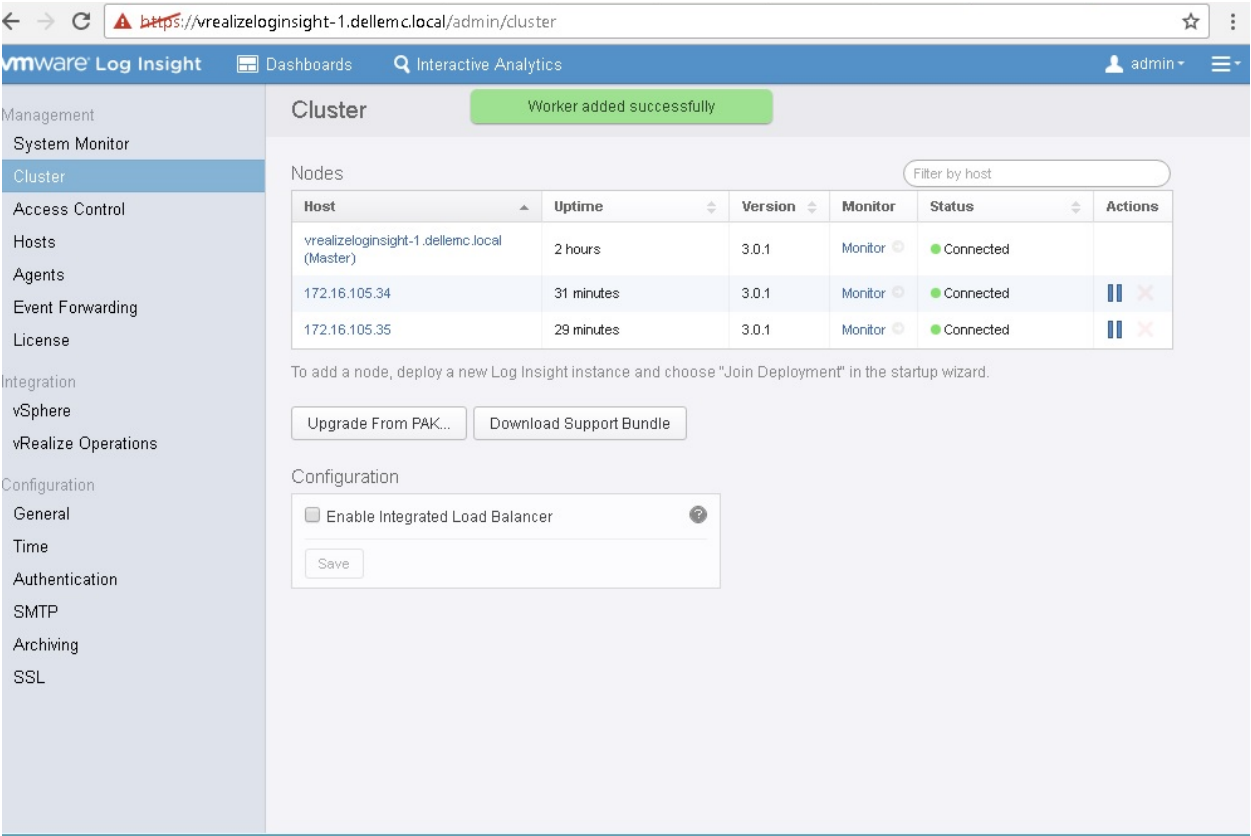 https://vrealizeloginsight-1.dellemc.local/admin/cluster
vmware Log Insight Dashboards Interactive Analytics admin
Management
System Monitor
Cluster
Access Control
Hosts
Agents
Event Forwarding
License
Integration
vSphere
vRealize Operations
Configuration
General
Time
Authentication
SMTP
Archiving
SSL
Cluster
Worker added successfully
Nodes
Filter by host
Host Uptime Version Monitor Status Actions
vrealizeloginsight-1.dellemc.local
(Master) 2 hours 3.0.1 Monitor Connected
172.16.105.34 31 minutes 3.0.1 Monitor Connected
172.16.105.35 29 minutes 3.0.1 Monitor Connected
To add a node, deploy a new Log Insight instance and choose "Join Deployment" in the startup wizard.
Upgrade From PAK... Download Support Bundle
Configuration
Enable Integrated Load Balancer ?
Save